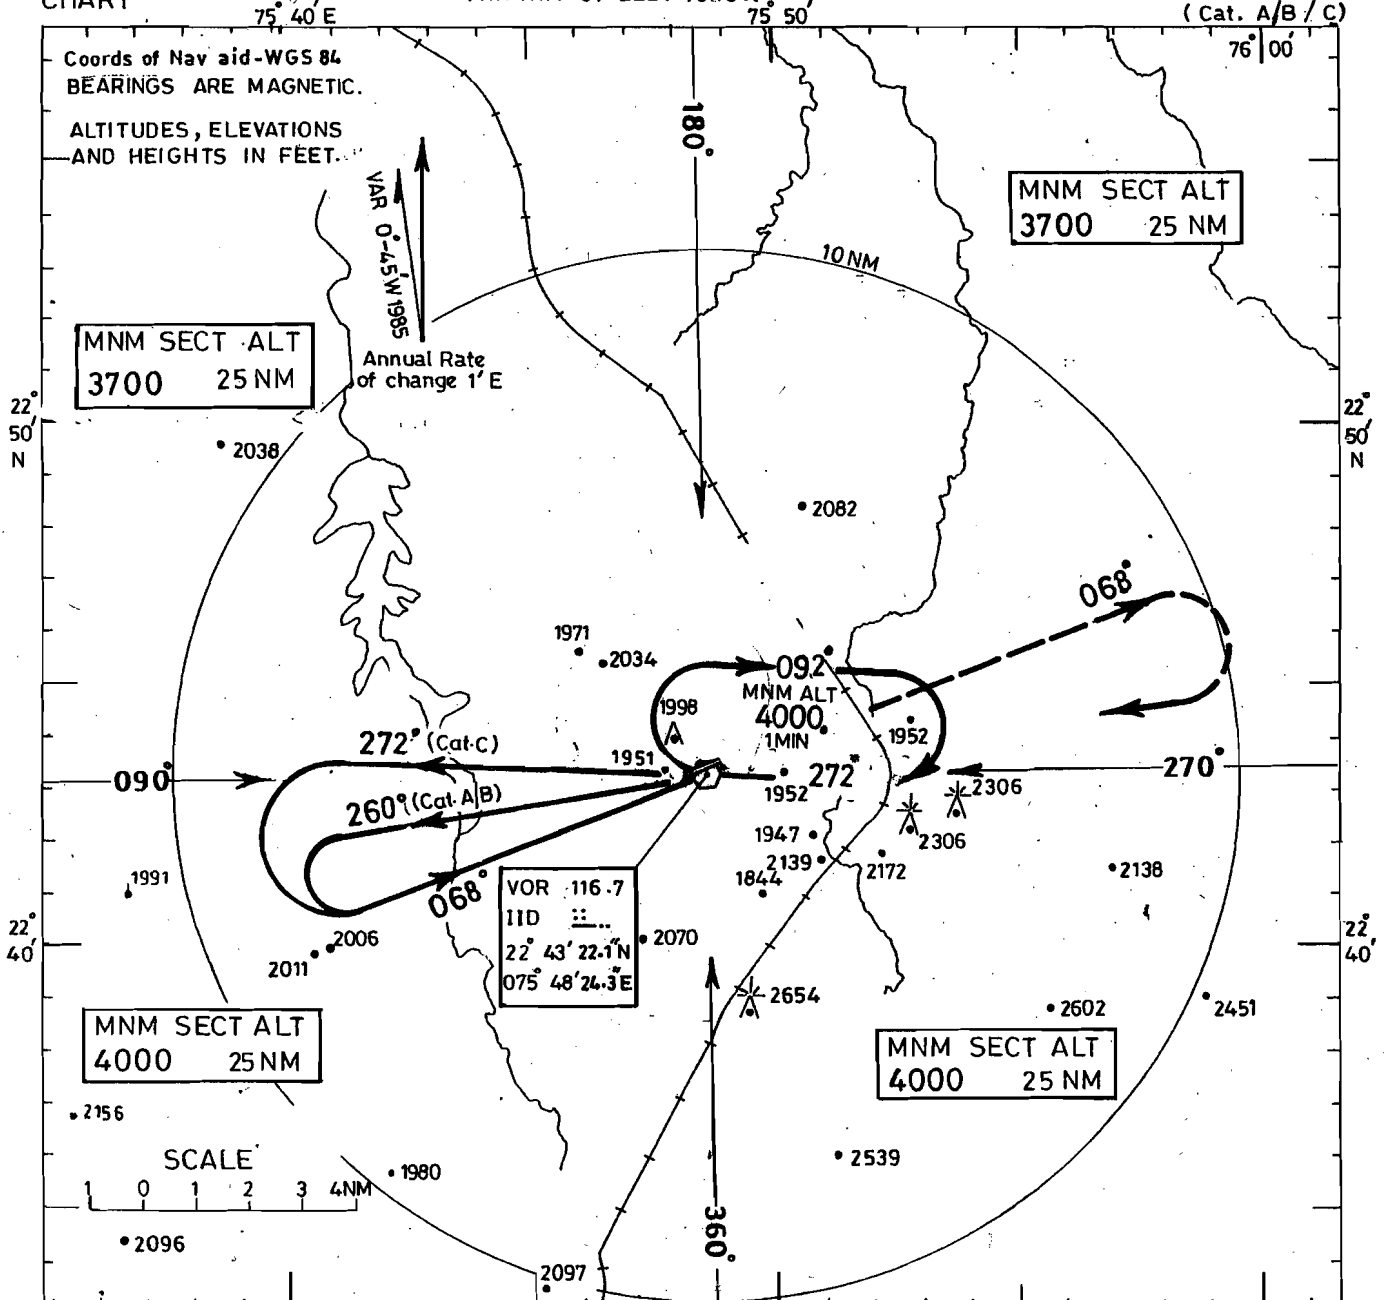 CHART
75° 40' E
75° 50'
(Cat. A/B/C)
76° 00'
Coords of Nav aid-WGS 84
BEARINGS ARE MAGNETIC.
ALTITUDES, ELEVATIONS
AND HEIGHTS IN FEET.
180°
VAR 0°-45'W 1985
Annual Rate
of change 1' E
MNM SECT ALT
3700 25 NM
10 NM
MNM SECT ALT
3700 25 NM
22°
50'
N
22°
50'
N
2038
2082
068°
1971
2034
092°
MNM ALT
4000
1 MIN
1998
1952
272° (Cat.C)
1951
090°
1952
272°
270°
2306
2306
260° (Cat.A/B)
1947
2139
2172
2138
1844
068°
1991
VOR 116.7
IID
22° 43' 22.1"N
075° 48' 24.3"E
22°
40'
22°
40'
2006
2011
2070
2654
2602
2451
MNM SECT ALT
4000 25 NM
MNM SECT ALT
4000 25 NM
2156
SCALE
1 0 1 2 3 4NM
1980
2539
2096
360°
2097